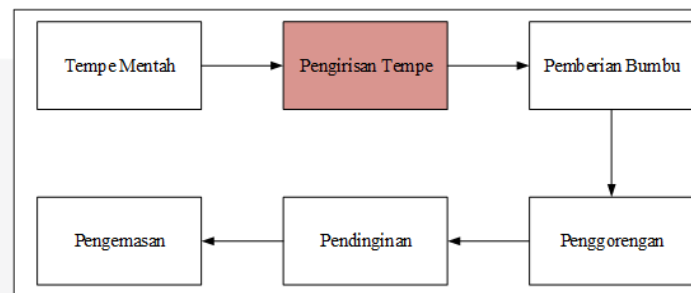 Tempe Mentah
Pengirisan Tempe
Pemberian Bumbu
Penggorengan
Pendinginan
Pengemasan